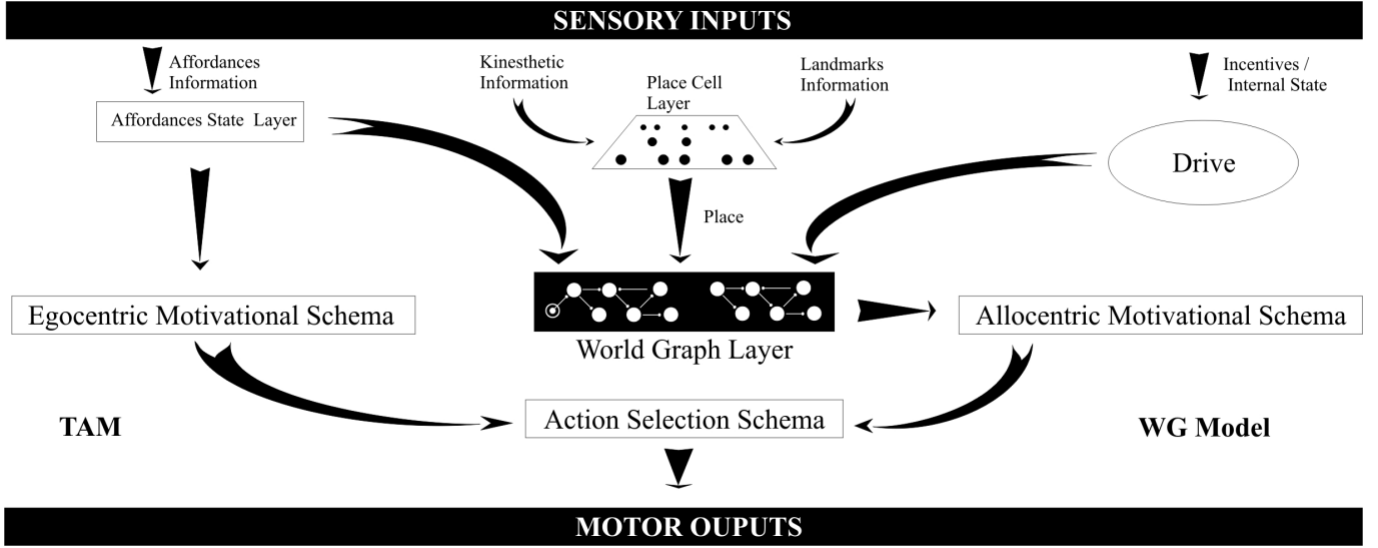 SENSORY INPUTS
Affordances
Information
Kinesthetic
Information
Place Cell
Layer
Landmarks
Information
Incentives /
Internal State
Affordances State Layer
Drive
Place
Egocentric Motivational Schema
World Graph Layer
Allocentric Motivational Schema
TAM
Action Selection Schema
WG Model
MOTOR OUPUTS